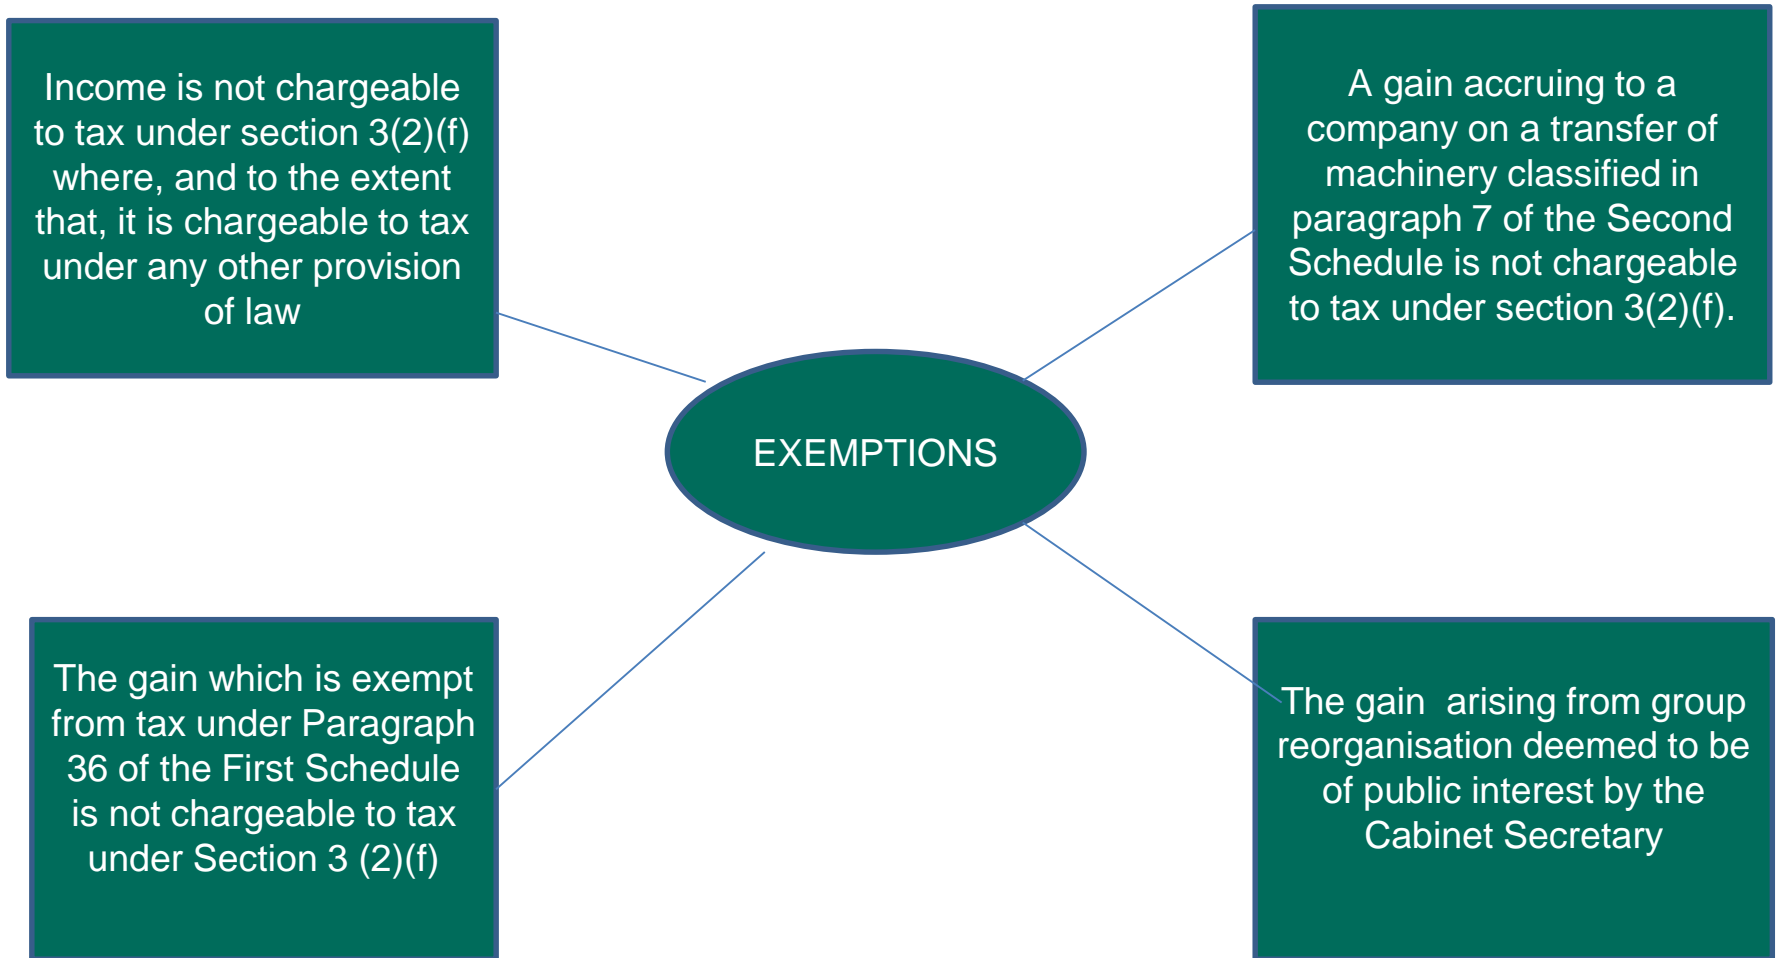 Income is not chargeable
to tax under section 3(2)(f)
where, and to the extent
that, it is chargeable to tax
under any other provision
of law
A gain accruing to a
company on a transfer of
machinery classified in
paragraph 7 of the Second
Schedule is not chargeable
to tax under section 3(2)(f).
EXEMPTIONS
The gain which is exempt
from tax under Paragraph
36 of the First Schedule
is not chargeable to tax
under Section 3 (2)(f)
The gain  arising from group
reorganisation deemed to be
of public interest by the
Cabinet Secretary